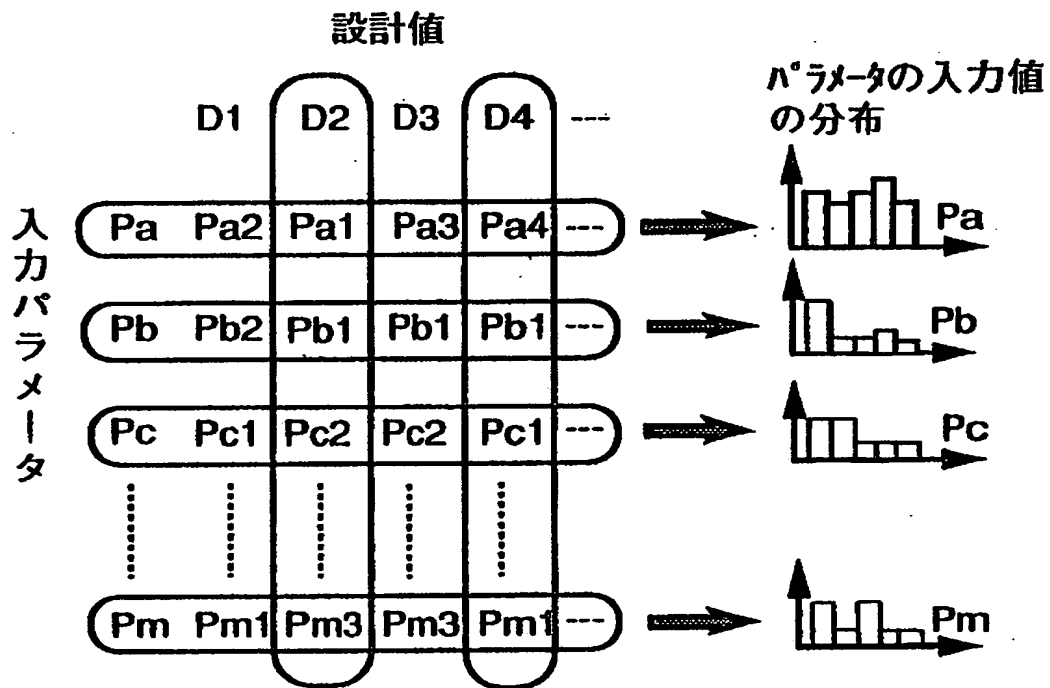 設計値
パラメータの入力値
の分布
D1 D2 D3 D4 ---
入力パラメータ
Pa Pa2 Pa1 Pa3 Pa4 ---
Pa
Pb Pb2 Pb1 Pb1 Pb1 ---
Pb
Pc Pc1 Pc2 Pc2 Pc1 ---
Pc
Pm Pm1 Pm3 Pm3 Pm1 ---
Pm